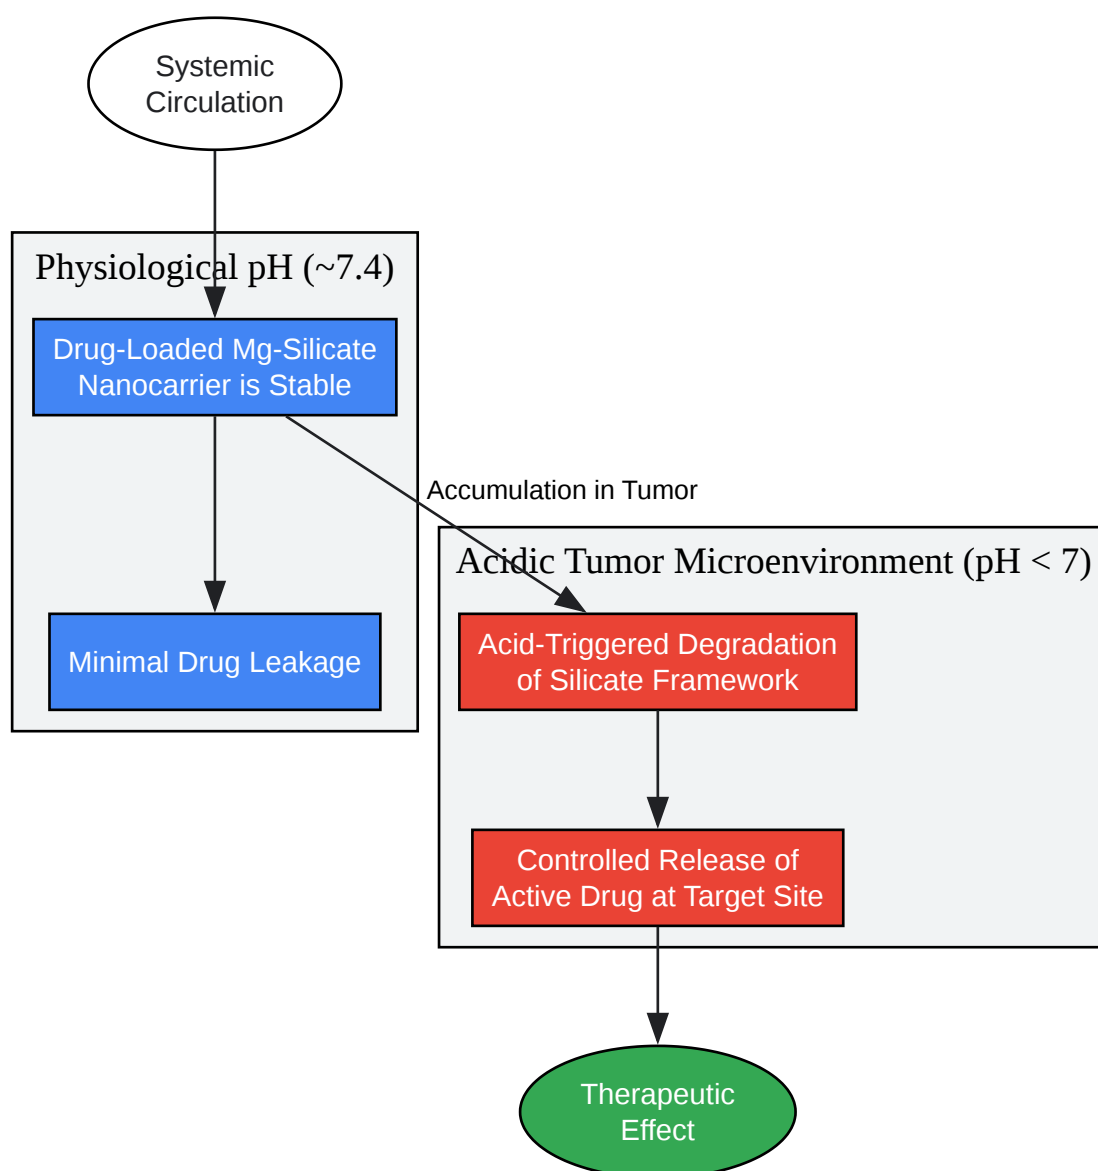 Systemic
Circulation
Physiological pH (~7.4)
Drug-Loaded Mg-Silicate
Nanocarrier is Stable
Accumulation in Tumor
Acidic Tumor Microenvironment (pH < 7)
Minimal Drug Leakage
Acid-Triggered Degradation
of Silicate Framework
Controlled Release of
Active Drug at Target Site
Therapeutic
Effect